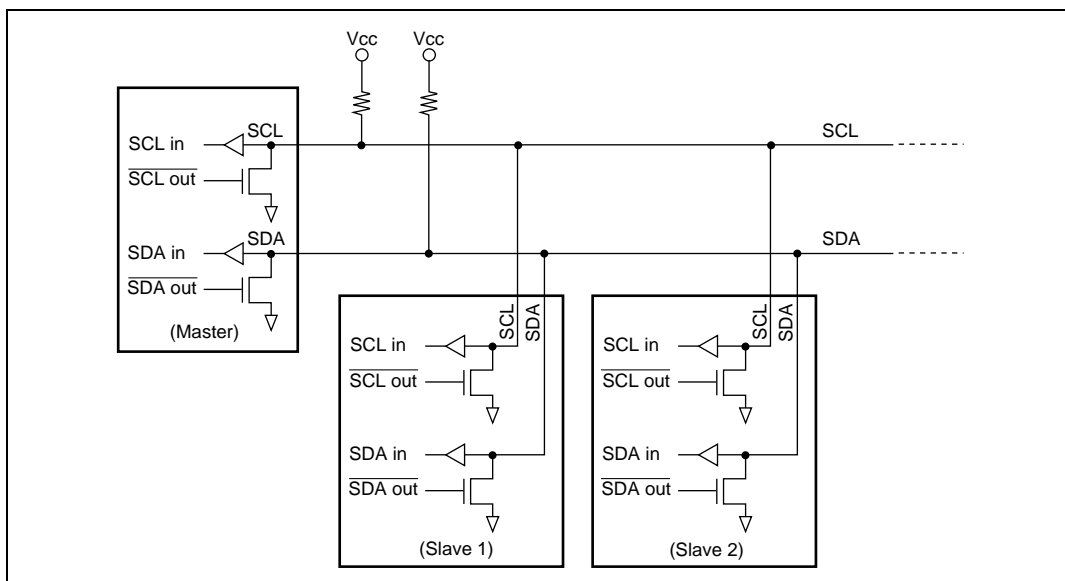 Vcc Vcc
SCL SCL
SCL in
SCL out
SDA SDA
SDA in
SDA out
(Master)
SCL SDA SCL SDA
SCL in SCL in
SCL out SCL out
SDA in SDA in
SDA out SDA out
(Slave 1) (Slave 2)